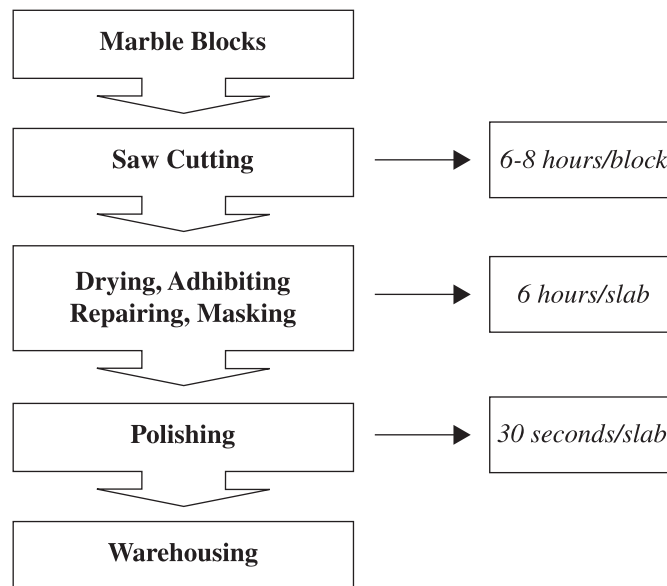 Marble Blocks
Saw Cutting
6-8 hours/block
Drying, Adhibiting
Repairing, Masking
6 hours/slab
Polishing
30 seconds/slab
Warehousing